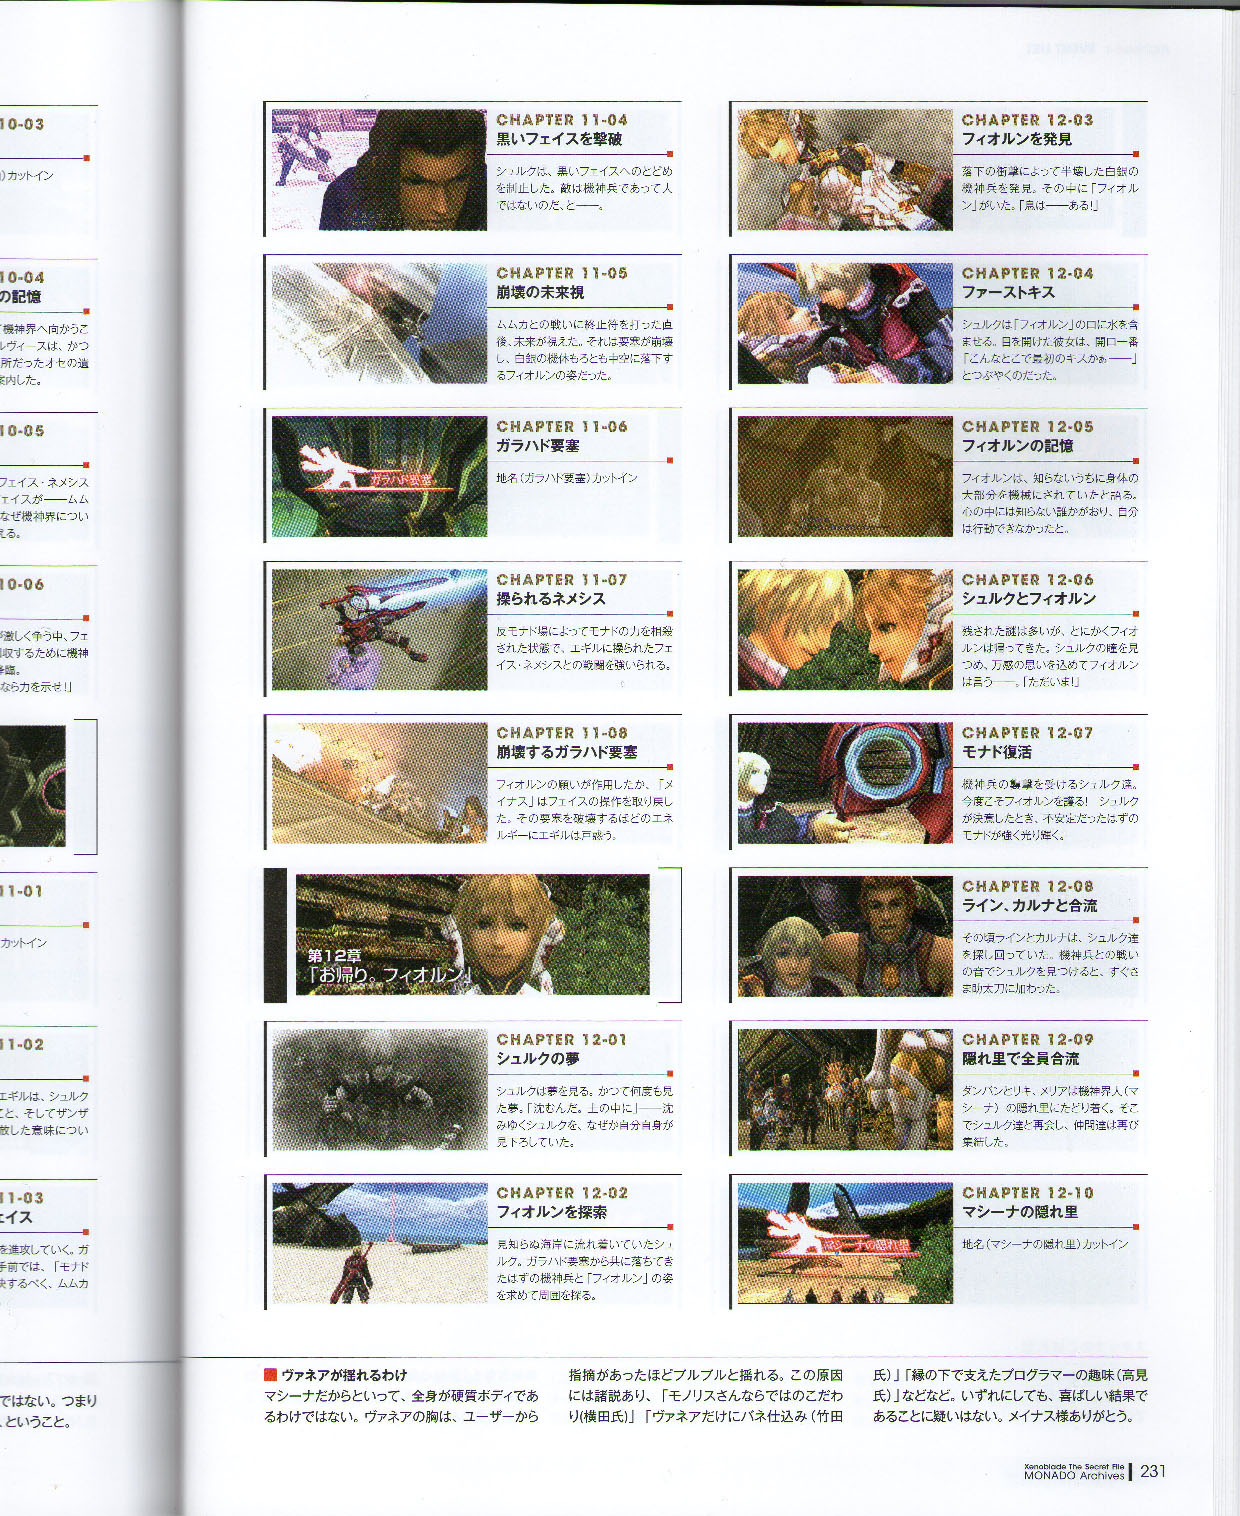 10-03
)カットイン
10-04
の記憶
機神界へ向かうこ
ルヴィースは、かつ
所だったオセの遺
案内した。
10-05
フェイス・ネメシス
ェイスが――ムム
なぜ機神界につい
える。
10-06
激しく争う中、フェ
収するために機神
降臨。
なら力を示せ!」
11-01
カットイン
11-02
エギルは、シュルク
こと、そしてザンザ
放した意味につい
11-03
ェイス
を進攻していく。ガ
手前では、「モナド
決するべく、ムムカ
ではない。つまり
、ということ。
CHAPTER 11-04
黒いフェイスを撃破
シュルクは、黒いフェイスへのとどめ
を制止した。敵は機神兵であって人
ではないのだ、と――。
CHAPTER 11-05
崩壊の未来視
ムムカとの戦いに終止符を打った直
後、未来が視えた。それは要塞が崩壊
し、白銀の機体もろとも中空に落下す
るフィオルンの姿だった。
CHAPTER 11-06
ガラハド要塞
ガラハド要塞
地名(ガラハド要塞)カットイン
CHAPTER 11-07
操られるネメシス
反モナド場によってモナドの力を相殺
された状態で、エギルに操られたフェ
イス・ネメシスとの戦闘を強いられる。
CHAPTER 11-08
崩壊するガラハド要塞
フィオルンの願いが作用したか、「メ
イナス」はフェイスの操作を取り戻し
た。その要塞を破壊するほどのエネ
ルギーにエギルは戸惑う。
第12章
「お帰り。フィオルン」
CHAPTER 12-01
シュルクの夢
シュルクは夢を見る。かつて何度も見
た夢。「沈むんだ。土の中に」――沈
みゆくシュルクを、なぜか自分自身が
見下ろしていた。
CHAPTER 12-02
フィオルンを探索
見知らぬ海岸に流れ着いていたシュ
ルク。ガラハド要塞から共に落ちてき
たはずの機神兵と「フィオルン」の姿
を求めて周囲を探る。
CHAPTER 12-03
フィオルンを発見
落下の衝撃によって半壊した白銀の
機神兵を発見。その中に「フィオル
ン」がいた。「息は――ある!」
CHAPTER 12-04
ファーストキス
シュルクは「フィオルン」の口に水を含
ませる。目を開けた彼女は、開口一番
「こんなとこで最初のキスかぁ――」
とつぶやくのだった。
CHAPTER 12-05
フィオルンの記憶
フィオルンは、知らないうちに身体の
大部分を機械にされていたと語る。
心の中には知らない誰かがおり、自分
は行動できなかったと。
CHAPTER 12-06
シュルクとフィオルン
残された謎は多いが、とにかくフィオ
ルンは帰ってきた。シュルクの瞳を見
つめ、万感の思いを込めてフィオルン
は言う――。「ただいま!」
CHAPTER 12-07
モナド復活
機神兵の襲撃を受けるシュルク達。
今度こそフィオルンを護る! シュルク
が決意したとき、不安定だったはずの
モナドが強く光り輝く。
CHAPTER 12-08
ライン、カルナと合流
その頃ラインとカルナは、シュルク達
を探し回っていた。機神兵との戦い
の音でシュルクを見つけると、すぐさ
ま助太刀に加わった。
CHAPTER 12-09
隠れ里で全員合流
ダンバンとリキ、メリアは機神界人(マ
シーナ)の隠れ里にたどり着く。そこ
でシュルク達と再会し、仲間達は再び
集結した。
CHAPTER 12-10
マシーナの隠れ里
マシーナの隠れ里
地名(マシーナの隠れ里)カットイン
ヴァネアが揺れるわけ
マシーナだからといって、全身が硬質ボディであ
るわけではない。ヴァネアの胸は、ユーザーから
指摘があったほどプルプルと揺れる。この原因
には諸説あり、「モノリスさんならではのこだわ
り(横田氏)」「ヴァネアだけにバネ仕込み(竹田
氏)」「縁の下で支えたプログラマーの趣味(高見
氏)」などなど。いずれにしても、喜ばしい結果で
あることに疑いはない。メイナス様ありがとう。
Xenoblade The Secret File
MONADO Archives 231